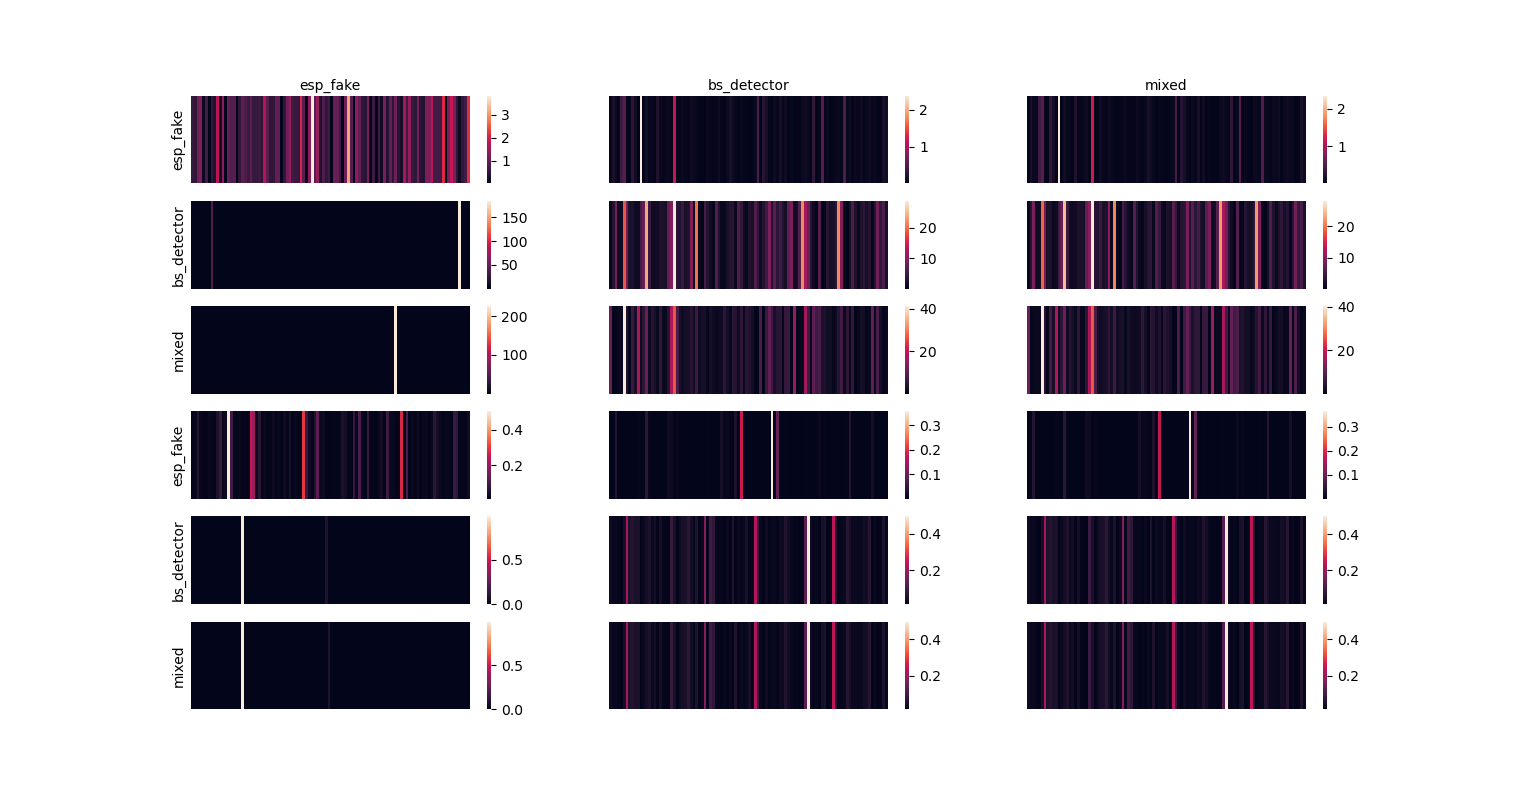 esp_fake bs_detector mixed
esp_fake 3 2 1 2 1 2 1
bs_detector 150 100 50 20 10 20 10
mixed 200 100 40 20 40 20
esp_fake 0.4 0.2 0.3 0.2 0.1 0.3 0.2 0.1
bs_detector 0.5 0.0 0.4 0.2 0.4 0.2
mixed 0.5 0.0 0.4 0.2 0.4 0.2